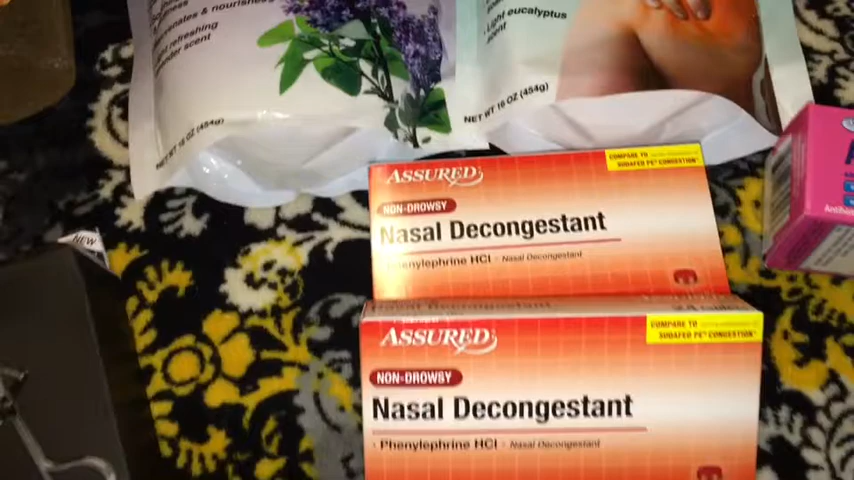 & nourishes
refreshing
scent
NET WT 16 OZ (454g)
Light eucalyptus
scent
NET WT 16 OZ (454g)
ASSURED
COMPARE TO
SUDAFED PE® CONGESTION
NON-DROWSY
Nasal Decongestant
Phenylephrine HCl - Nasal Decongestant
Nasal Decongestant
NEW
ASSURED
COMPARE TO
SUDAFED PE® CONGESTION
NON-DROWSY
Nasal Decongestant
Phenylephrine HCl - Nasal Decongestant